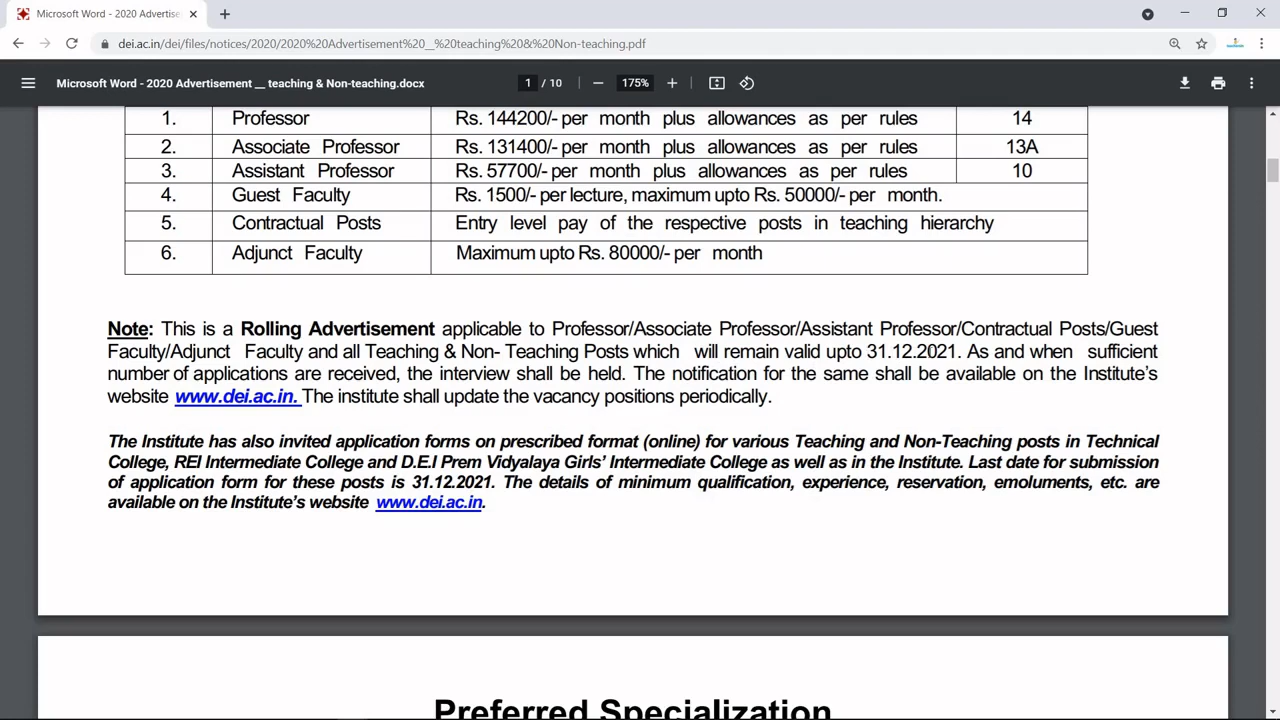 Microsoft Word - 2020 Advertise
dei.ac.in/dei/files/notices/2020/2020%20Advertisement%20__%20teaching%20&%20Non-teaching.pdf
Microsoft Word - 2020 Advertisement __ teaching & Non-teaching.docx
1 / 10
175%
1. Professor Rs. 144200/- per month plus allowances as per rules 14
2. Associate Professor Rs. 131400/- per month plus allowances as per rules 13A
3. Assistant Professor Rs. 57700/- per month plus allowances as per rules 10
4. Guest Faculty Rs. 1500/- per lecture, maximum upto Rs. 50000/- per month.
5. Contractual Posts Entry level pay of the respective posts in teaching hierarchy
6. Adjunct Faculty Maximum upto Rs. 80000/- per month
Note: This is a Rolling Advertisement applicable to Professor/Associate Professor/Assistant Professor/Contractual Posts/Guest
Faculty/Adjunct Faculty and all Teaching & Non- Teaching Posts which will remain valid upto 31.12.2021. As and when sufficient
number of applications are received, the interview shall be held. The notification for the same shall be available on the Institute's
website www.dei.ac.in. The institute shall update the vacancy positions periodically.
The Institute has also invited application forms on prescribed format (online) for various Teaching and Non-Teaching posts in Technical
College, REI Intermediate College and D.E.I Prem Vidyalaya Girls' Intermediate College as well as in the Institute. Last date for submission
of application form for these posts is 31.12.2021. The details of minimum qualification, experience, reservation, emoluments, etc. are
available on the Institute's website www.dei.ac.in.
Preferred Specialization